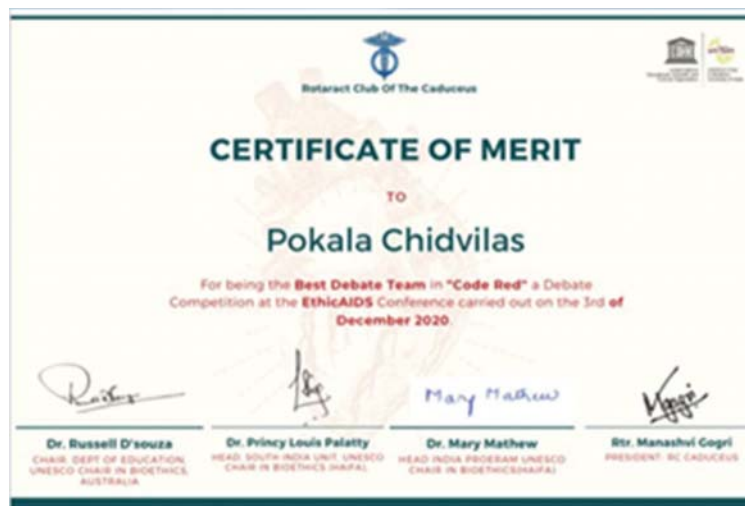 Rotaract Club Of The Caduceus
CERTIFICATE OF MERIT
TO
Pokala Chidvilas
For being the Best Debate Team in "Code Red" a Debate
Competition at the EthicAIDS Conference carried out on the 3rd of
December 2020.
Mary Mathew
Dr. Russell D'souza
CHAIR: DEPT OF EDUCATION,
UNESCO CHAIR IN BIOETHICS,
AUSTRALIA
Dr. Princy Louis Palatty
HEAD, SOUTH INDIA UNIT, UNESCO
CHAIR IN BIOETHICS (HAIFA),
Dr. Mary Mathew
HEAD INDIA PROGRAM UNESCO
CHAIR IN BIOETHICS(HAIFA)
Rtr. Manashvi Gogri
PRESIDENT: RC CADUCEUS